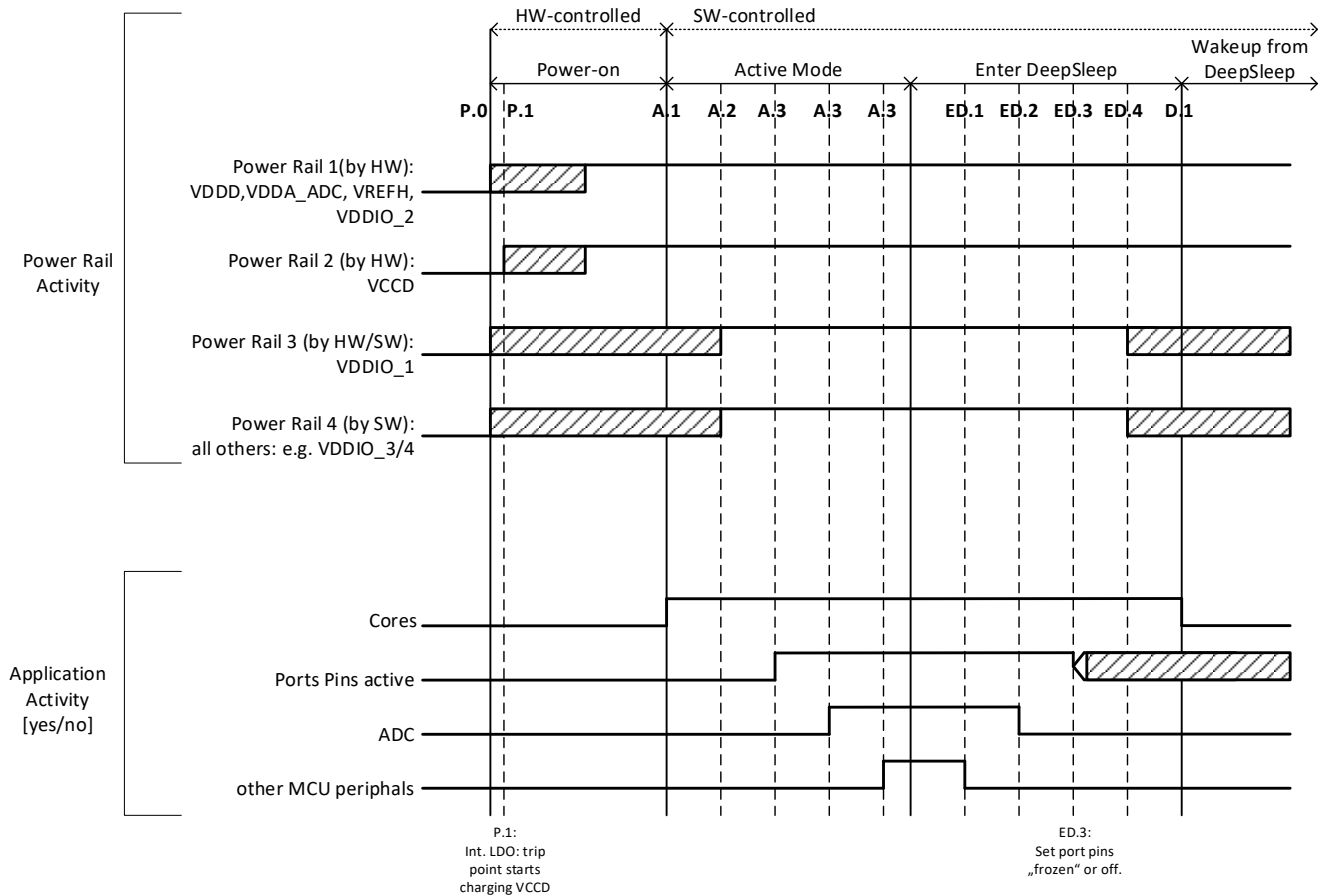 HW-controlled
SW-controlled
Power-on
Active Mode
Enter DeepSleep
Wakeup from
DeepSleep
P.0 P.1 A.1 A.2 A.3 A.3 A.3 ED.1 ED.2 ED.3 ED.4 D.1
Power Rail
Activity
Power Rail 1(by HW):
VDDD,VDDA_ADC, VREFH,
VDDIO_2
Power Rail 2 (by HW):
VCCD
Power Rail 3 (by HW/SW):
VDDIO_1
Power Rail 4 (by SW):
all others: e.g. VDDIO_3/4
Application
Activity
[yes/no]
Cores
Ports Pins active
ADC
other MCU periphals
P.1:
Int. LDO: trip
point starts
charging VCCD
ED.3:
Set port pins
„frozen“ or off.